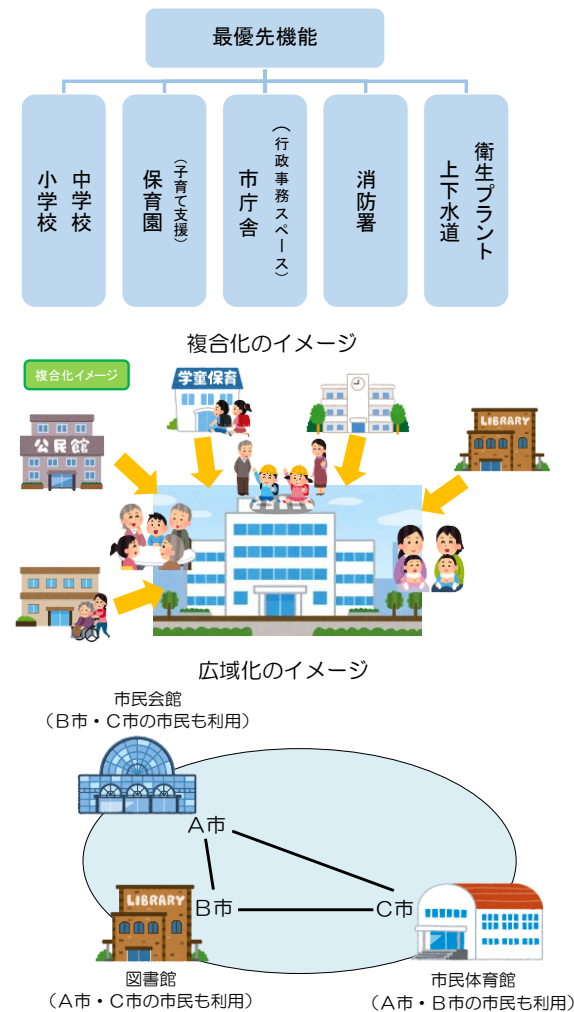 最優先機能
小学校
中学校
保育園
（子育て支援）
市庁舎
（行政事務スペース）
消防署
上下水道
衛生プラント
複合化のイメージ
複合化イメージ
学童保育
公民館
LIBRARY
広域化のイメージ
市民会館
（Ｂ市・Ｃ市の市民も利用）
Ａ市
LIBRARY
Ｂ市
Ｃ市
図書館
（Ａ市・Ｃ市の市民も利用）
市民体育館
（Ａ市・Ｂ市の市民も利用）